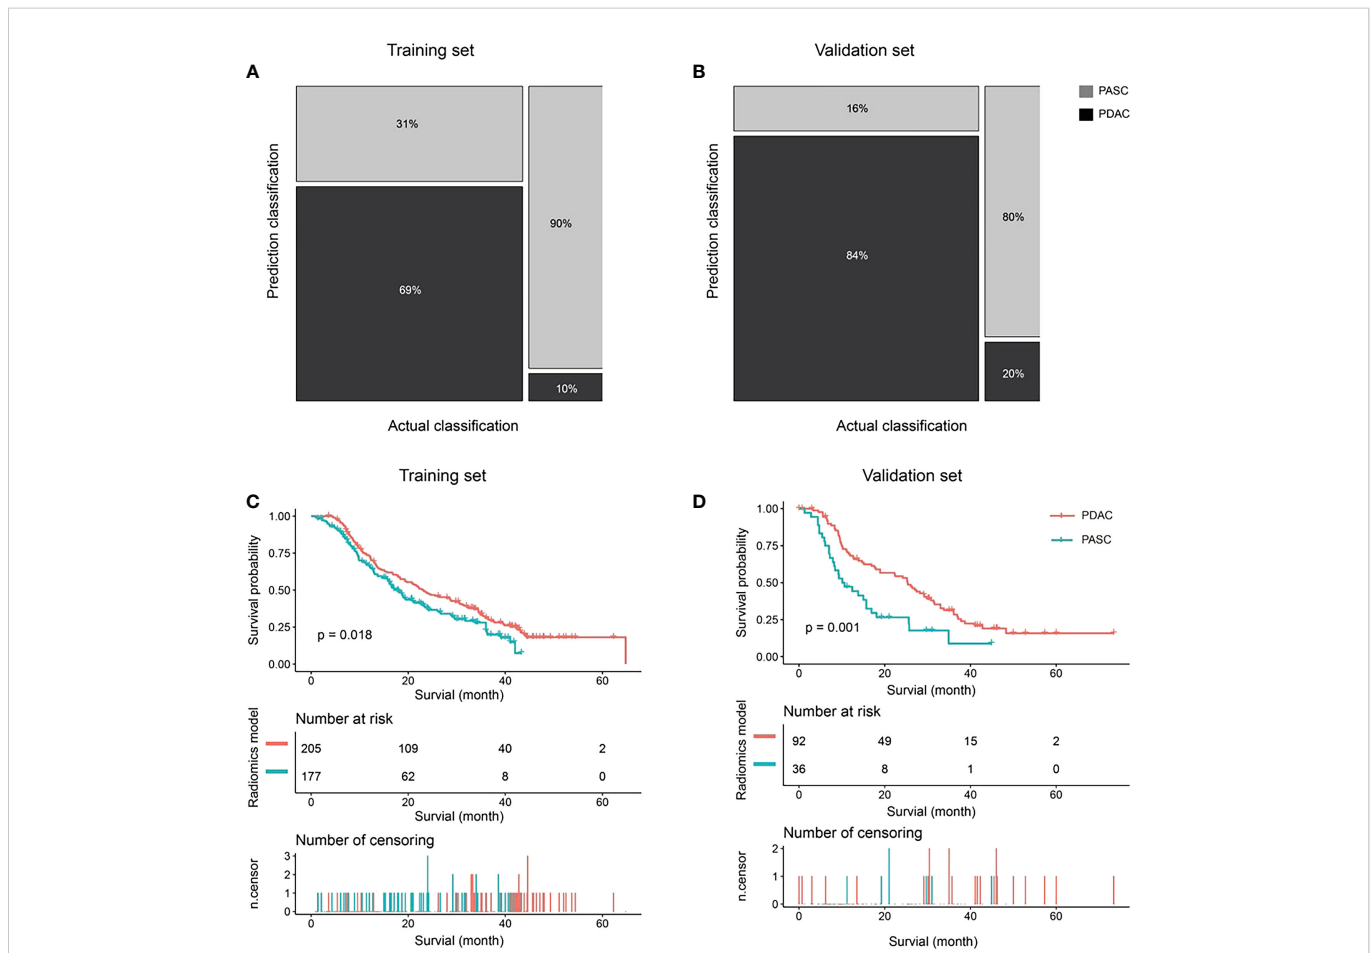 Training set
Validation set
A
B
PASC
PDAC
Prediction classification
31%
69%
90%
10%
Actual classification
Prediction classification
16%
84%
80%
20%
Actual classification
Training set
Validation set
C
D
Survival probability
1.00
0.75
0.50
0.25
0.00
p = 0.018
0 20 40 60
Survial (month)
Survival probability
1.00
0.75
0.50
0.25
0.00
p = 0.001
0 20 40 60
Survial (month)
PDAC
PASC
Number at risk
Radiomics model
205 109 40 2
177 62 8 0
0 20 40 60
Survial (month)
Number at risk
Radiomics model
92 49 15 2
36 8 1 0
0 20 40 60
Survial (month)
Number of censoring
n.censor
3
2
1
0
0 20 40 60
Survial (month)
Number of censoring
n.censor
2
1
0
0 20 40 60
Survial (month)